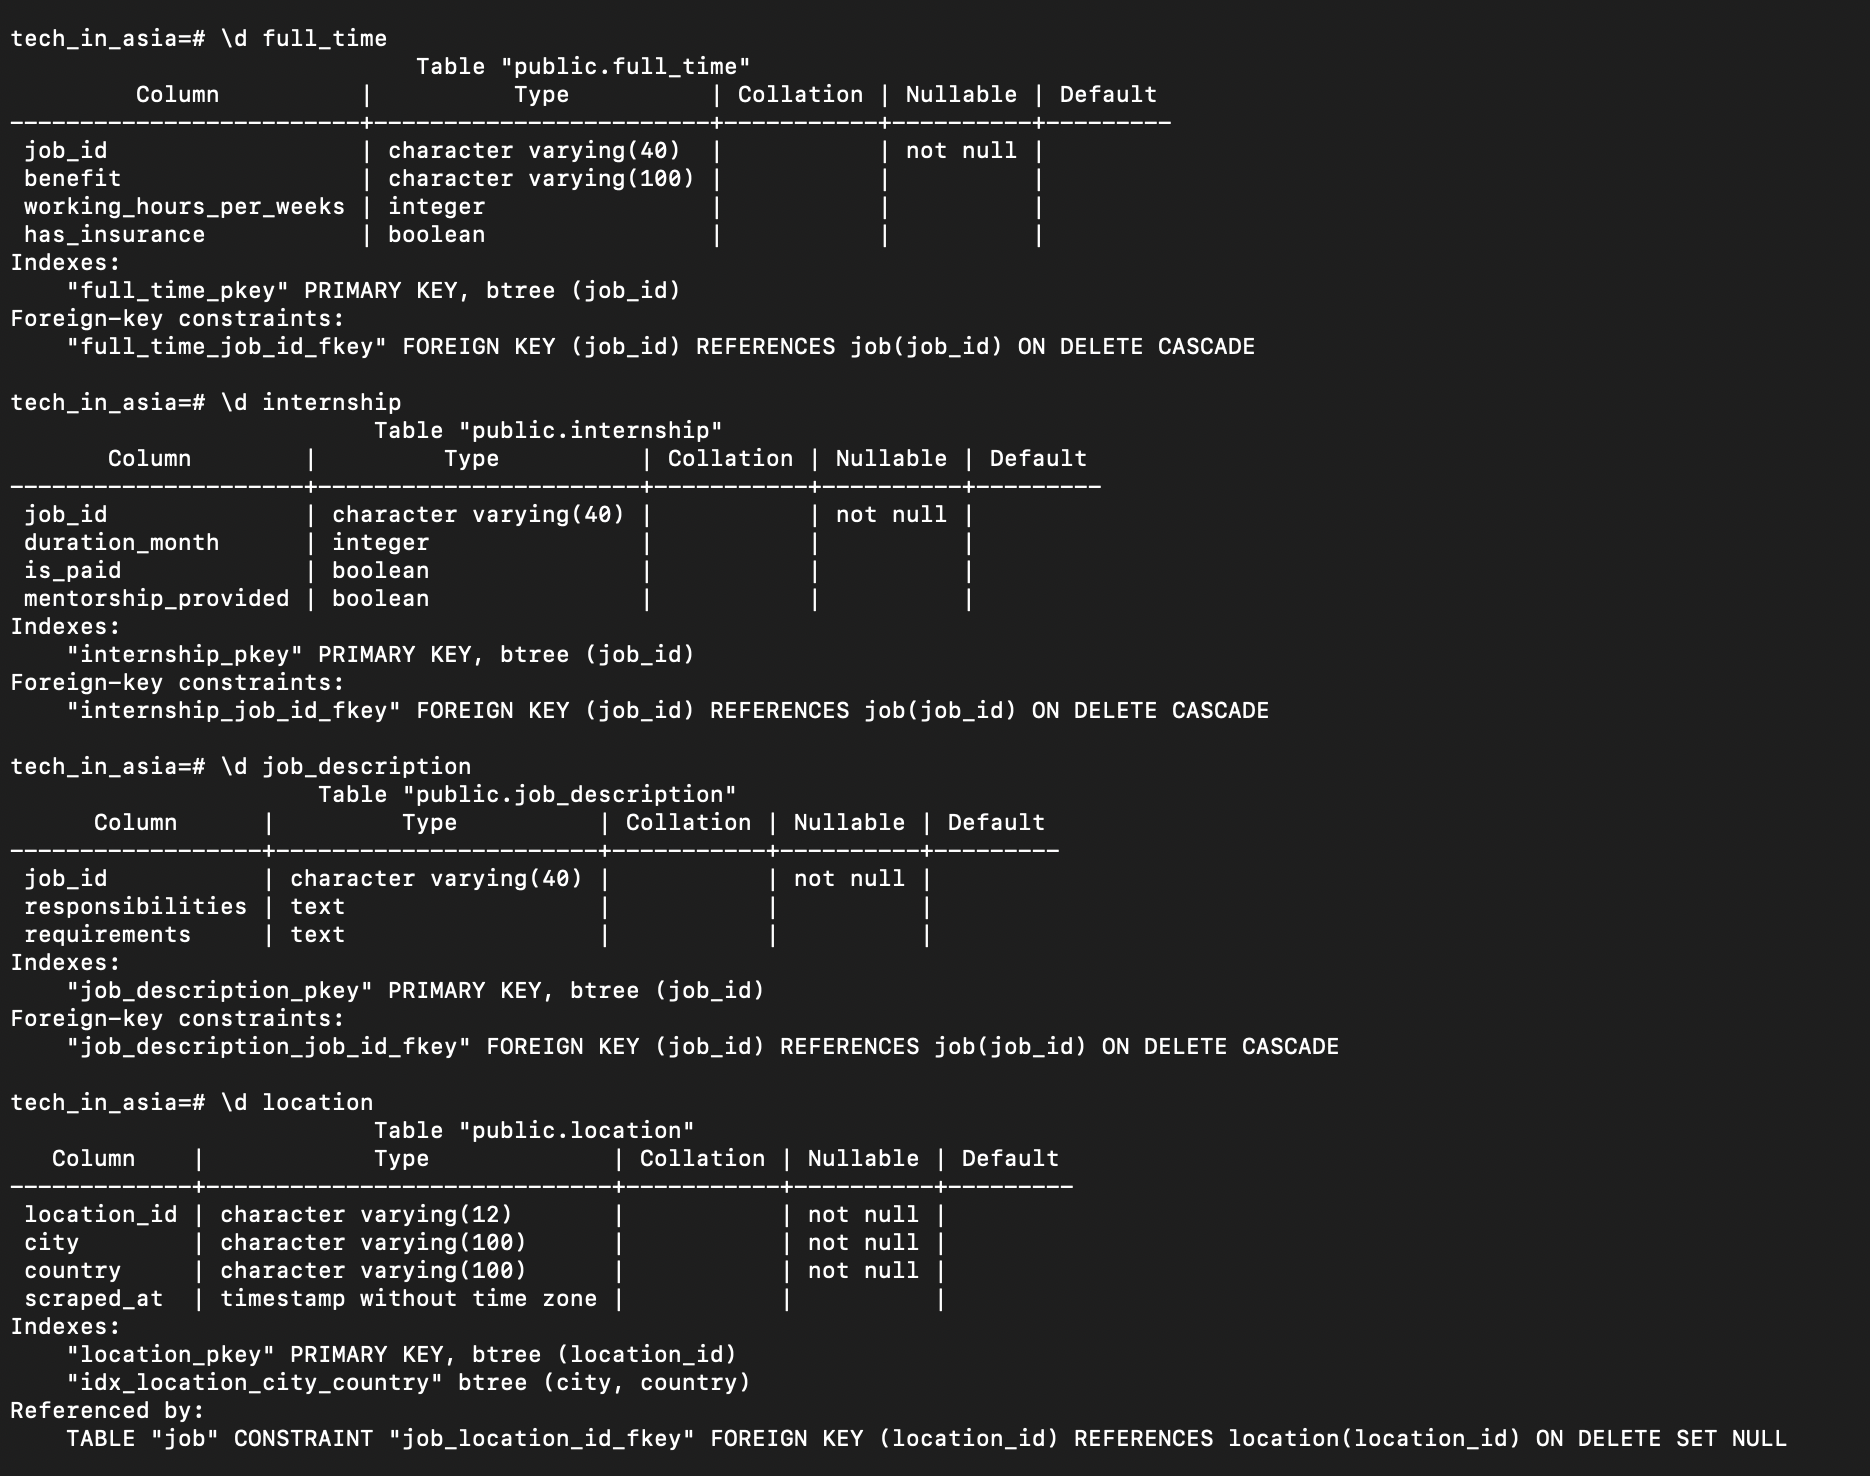 tech_in_asia=# \d full_time
                             Table "public.full_time"
         Column          |          Type          | Collation | Nullable | Default
-------------------------+------------------------+-----------+----------+---------
 job_id                  | character varying(40)  |           | not null |
 benefit                 | character varying(100) |           |          |
 working_hours_per_weeks | integer                |           |          |
 has_insurance           | boolean                |           |          |
Indexes:
    "full_time_pkey" PRIMARY KEY, btree (job_id)
Foreign-key constraints:
    "full_time_job_id_fkey" FOREIGN KEY (job_id) REFERENCES job(job_id) ON DELETE CASCADE

tech_in_asia=# \d internship
                          Table "public.internship"
       Column        |         Type          | Collation | Nullable | Default
---------------------+-----------------------+-----------+----------+---------
 job_id              | character varying(40) |           | not null |
 duration_month      | integer               |           |          |
 is_paid             | boolean               |           |          |
 mentorship_provided | boolean               |           |          |
Indexes:
    "internship_pkey" PRIMARY KEY, btree (job_id)
Foreign-key constraints:
    "internship_job_id_fkey" FOREIGN KEY (job_id) REFERENCES job(job_id) ON DELETE CASCADE

tech_in_asia=# \d job_description
                      Table "public.job_description"
      Column      |         Type          | Collation | Nullable | Default
------------------+-----------------------+-----------+----------+---------
 job_id           | character varying(40) |           | not null |
 responsibilities | text                  |           |          |
 requirements     | text                  |           |          |
Indexes:
    "job_description_pkey" PRIMARY KEY, btree (job_id)
Foreign-key constraints:
    "job_description_job_id_fkey" FOREIGN KEY (job_id) REFERENCES job(job_id) ON DELETE CASCADE

tech_in_asia=# \d location
                          Table "public.location"
   Column    |            Type             | Collation | Nullable | Default
-------------+-----------------------------+-----------+----------+---------
 location_id | character varying(12)       |           | not null |
 city        | character varying(100)      |           | not null |
 country     | character varying(100)      |           | not null |
 scraped_at  | timestamp without time zone |           |          |
Indexes:
    "location_pkey" PRIMARY KEY, btree (location_id)
    "idx_location_city_country" btree (city, country)
Referenced by:
    TABLE "job" CONSTRAINT "job_location_id_fkey" FOREIGN KEY (location_id) REFERENCES location(location_id) ON DELETE SET NULL